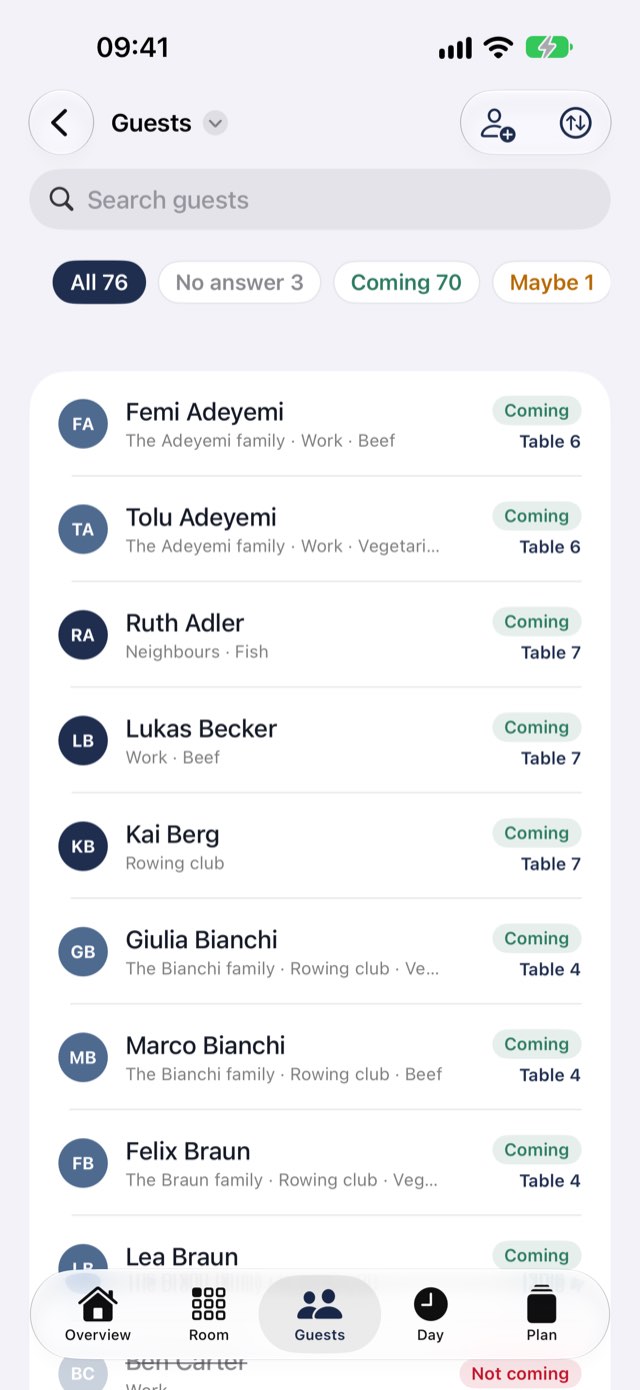 09:41
Guests
Search guests
All 76
No answer 3
Coming 70
Maybe 1
FA
Femi Adeyemi
Coming
The Adeyemi family · Work · Beef
Table 6
TA
Tolu Adeyemi
Coming
The Adeyemi family · Work · Vegetari...
Table 6
RA
Ruth Adler
Coming
Neighbours · Fish
Table 7
LB
Lukas Becker
Coming
Work · Beef
Table 7
KB
Kai Berg
Coming
Rowing club
Table 7
GB
Giulia Bianchi
Coming
The Bianchi family · Rowing club · Ve...
Table 4
MB
Marco Bianchi
Coming
The Bianchi family · Rowing club · Beef
Table 4
FB
Felix Braun
Coming
The Braun family · Rowing club · Veg...
Table 4
LB
Lea Braun
Coming
Overview
Room
Guests
Day
Plan
BC
Ben Carter
Not coming
Work